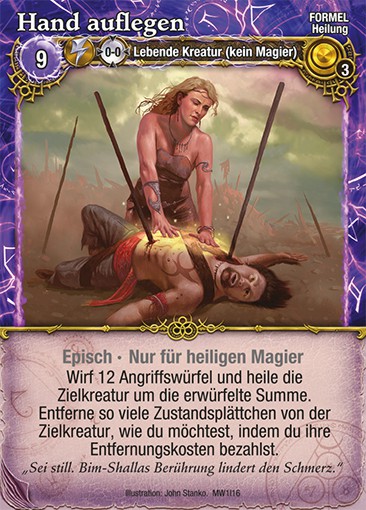 Hand auflegen
FORMEL
Heilung
9
0-0
Lebende Kreatur (kein Magier)
3
Episch · Nur für heiligen Magier
Wirf 12 Angriffswürfel und heile die
Zielkreatur um die erwürfelte Summe.
Entferne so viele Zustandsplättchen von der
Zielkreatur, wie du möchtest, indem du ihre
Entfernungskosten bezahlst.
„Sei still. Bim-Shallas Berührung lindert den Schmerz.“
Illustration: John Stanko. MW1I16